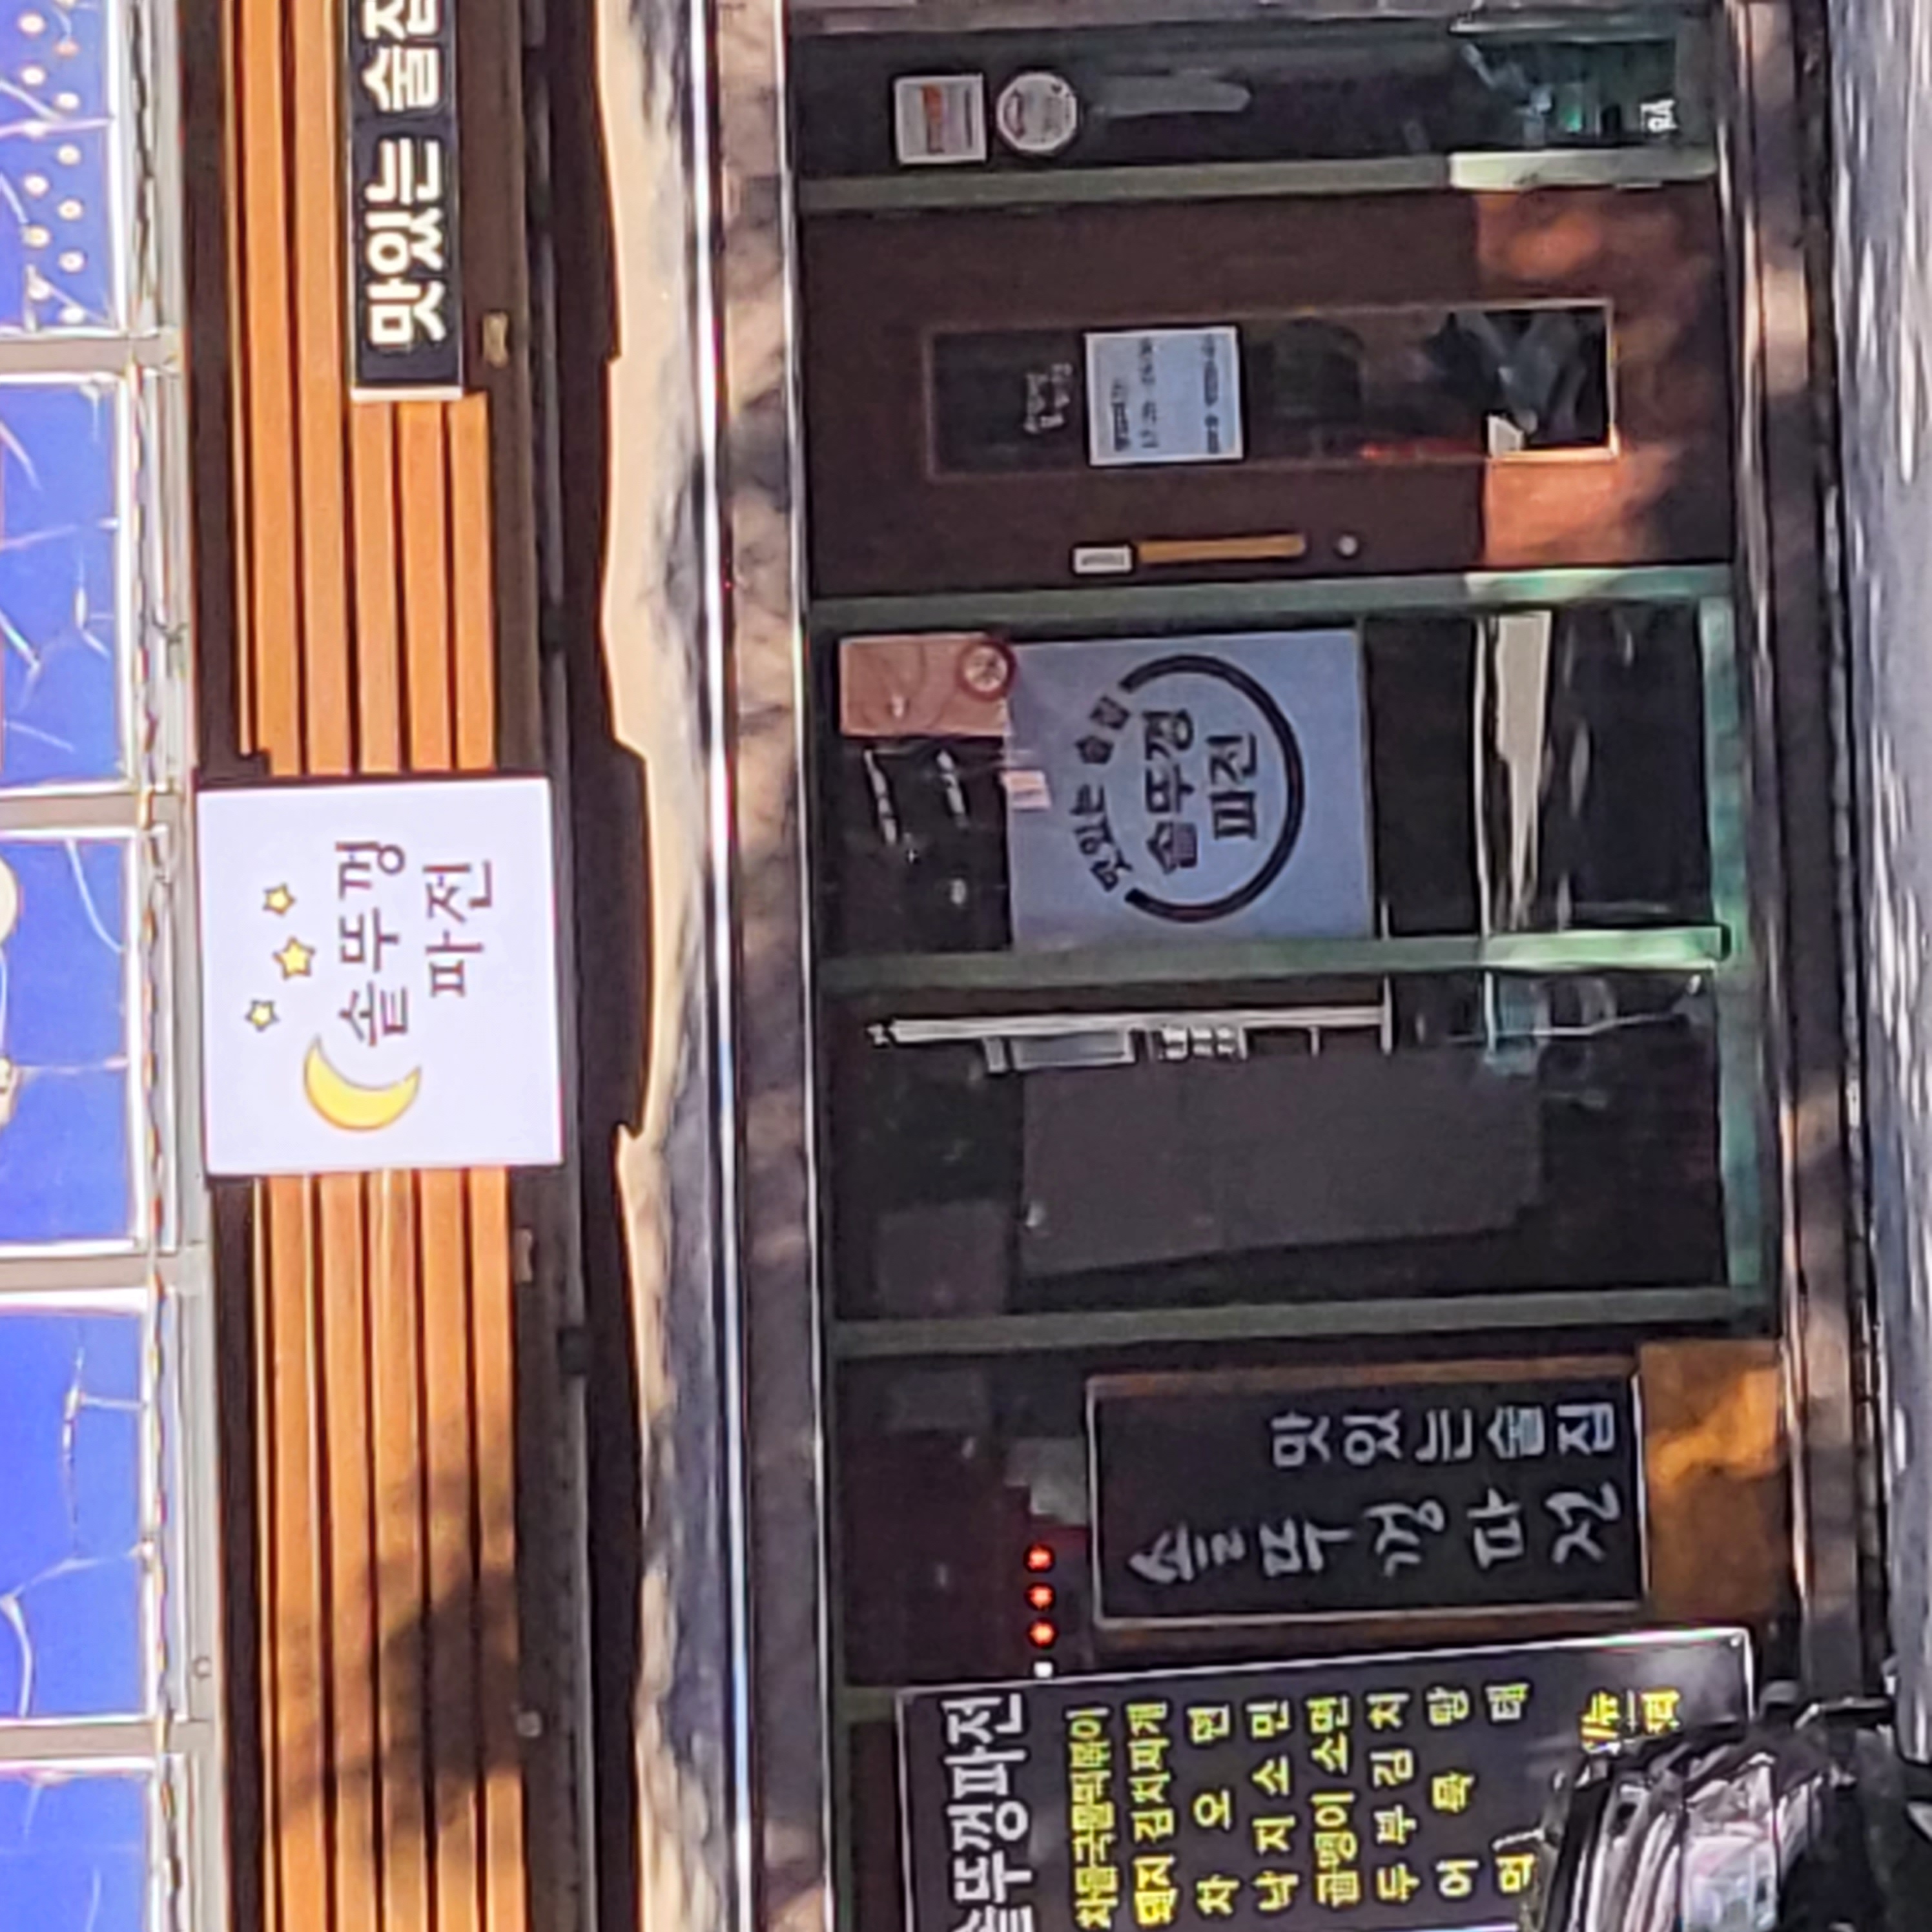 솥뚜껑
파전
맛있는 술집
솥뚜껑파전
차돌국물떡볶이
돼지 김치찌개
차오면
낙지소면
골뱅이 소면
두부김치
어묵탕
먹태
솥뚜껑파전
맛있는술집
맛있는 술집
솥뚜껑
파전